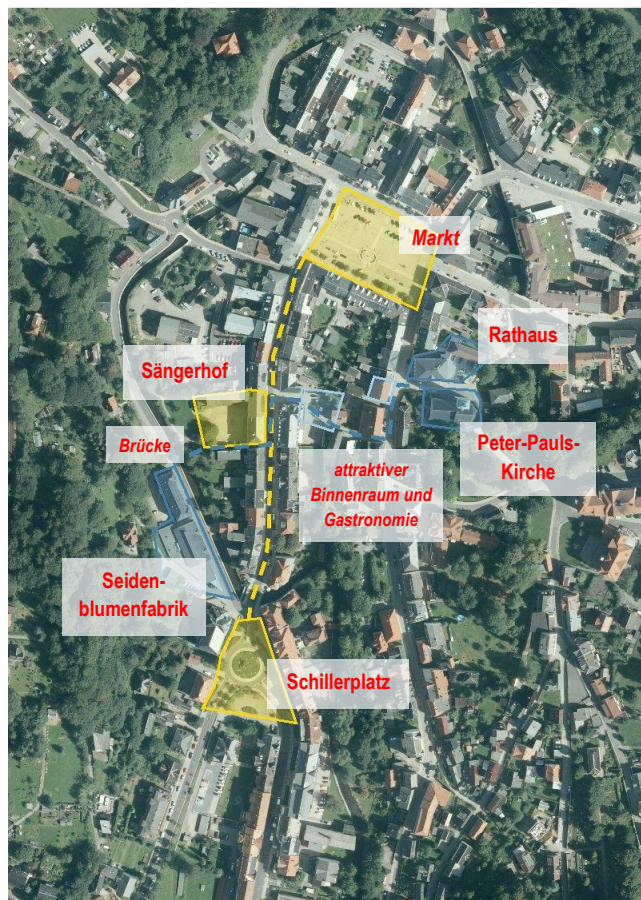 Markt
Rathaus
Sängerhof
Brücke
Peter-Pauls-
Kirche
attraktiver
Binnenraum und
Gastronomie
Seiden-
blumenfabrik
Schillerplatz